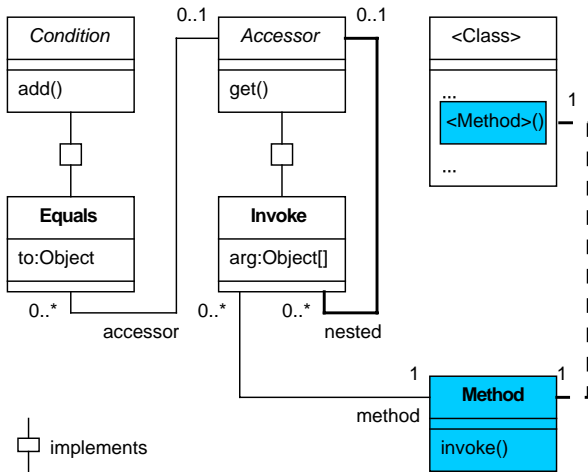 0..1
0..1
Condition
Accessor
<Class>
add()
get()
...
<Method>()
1
...
Equals
Invoke
to:Object
arg:Object[]
0..*
accessor
0..*
0..*
nested
1
method
Method
1
invoke()
implements